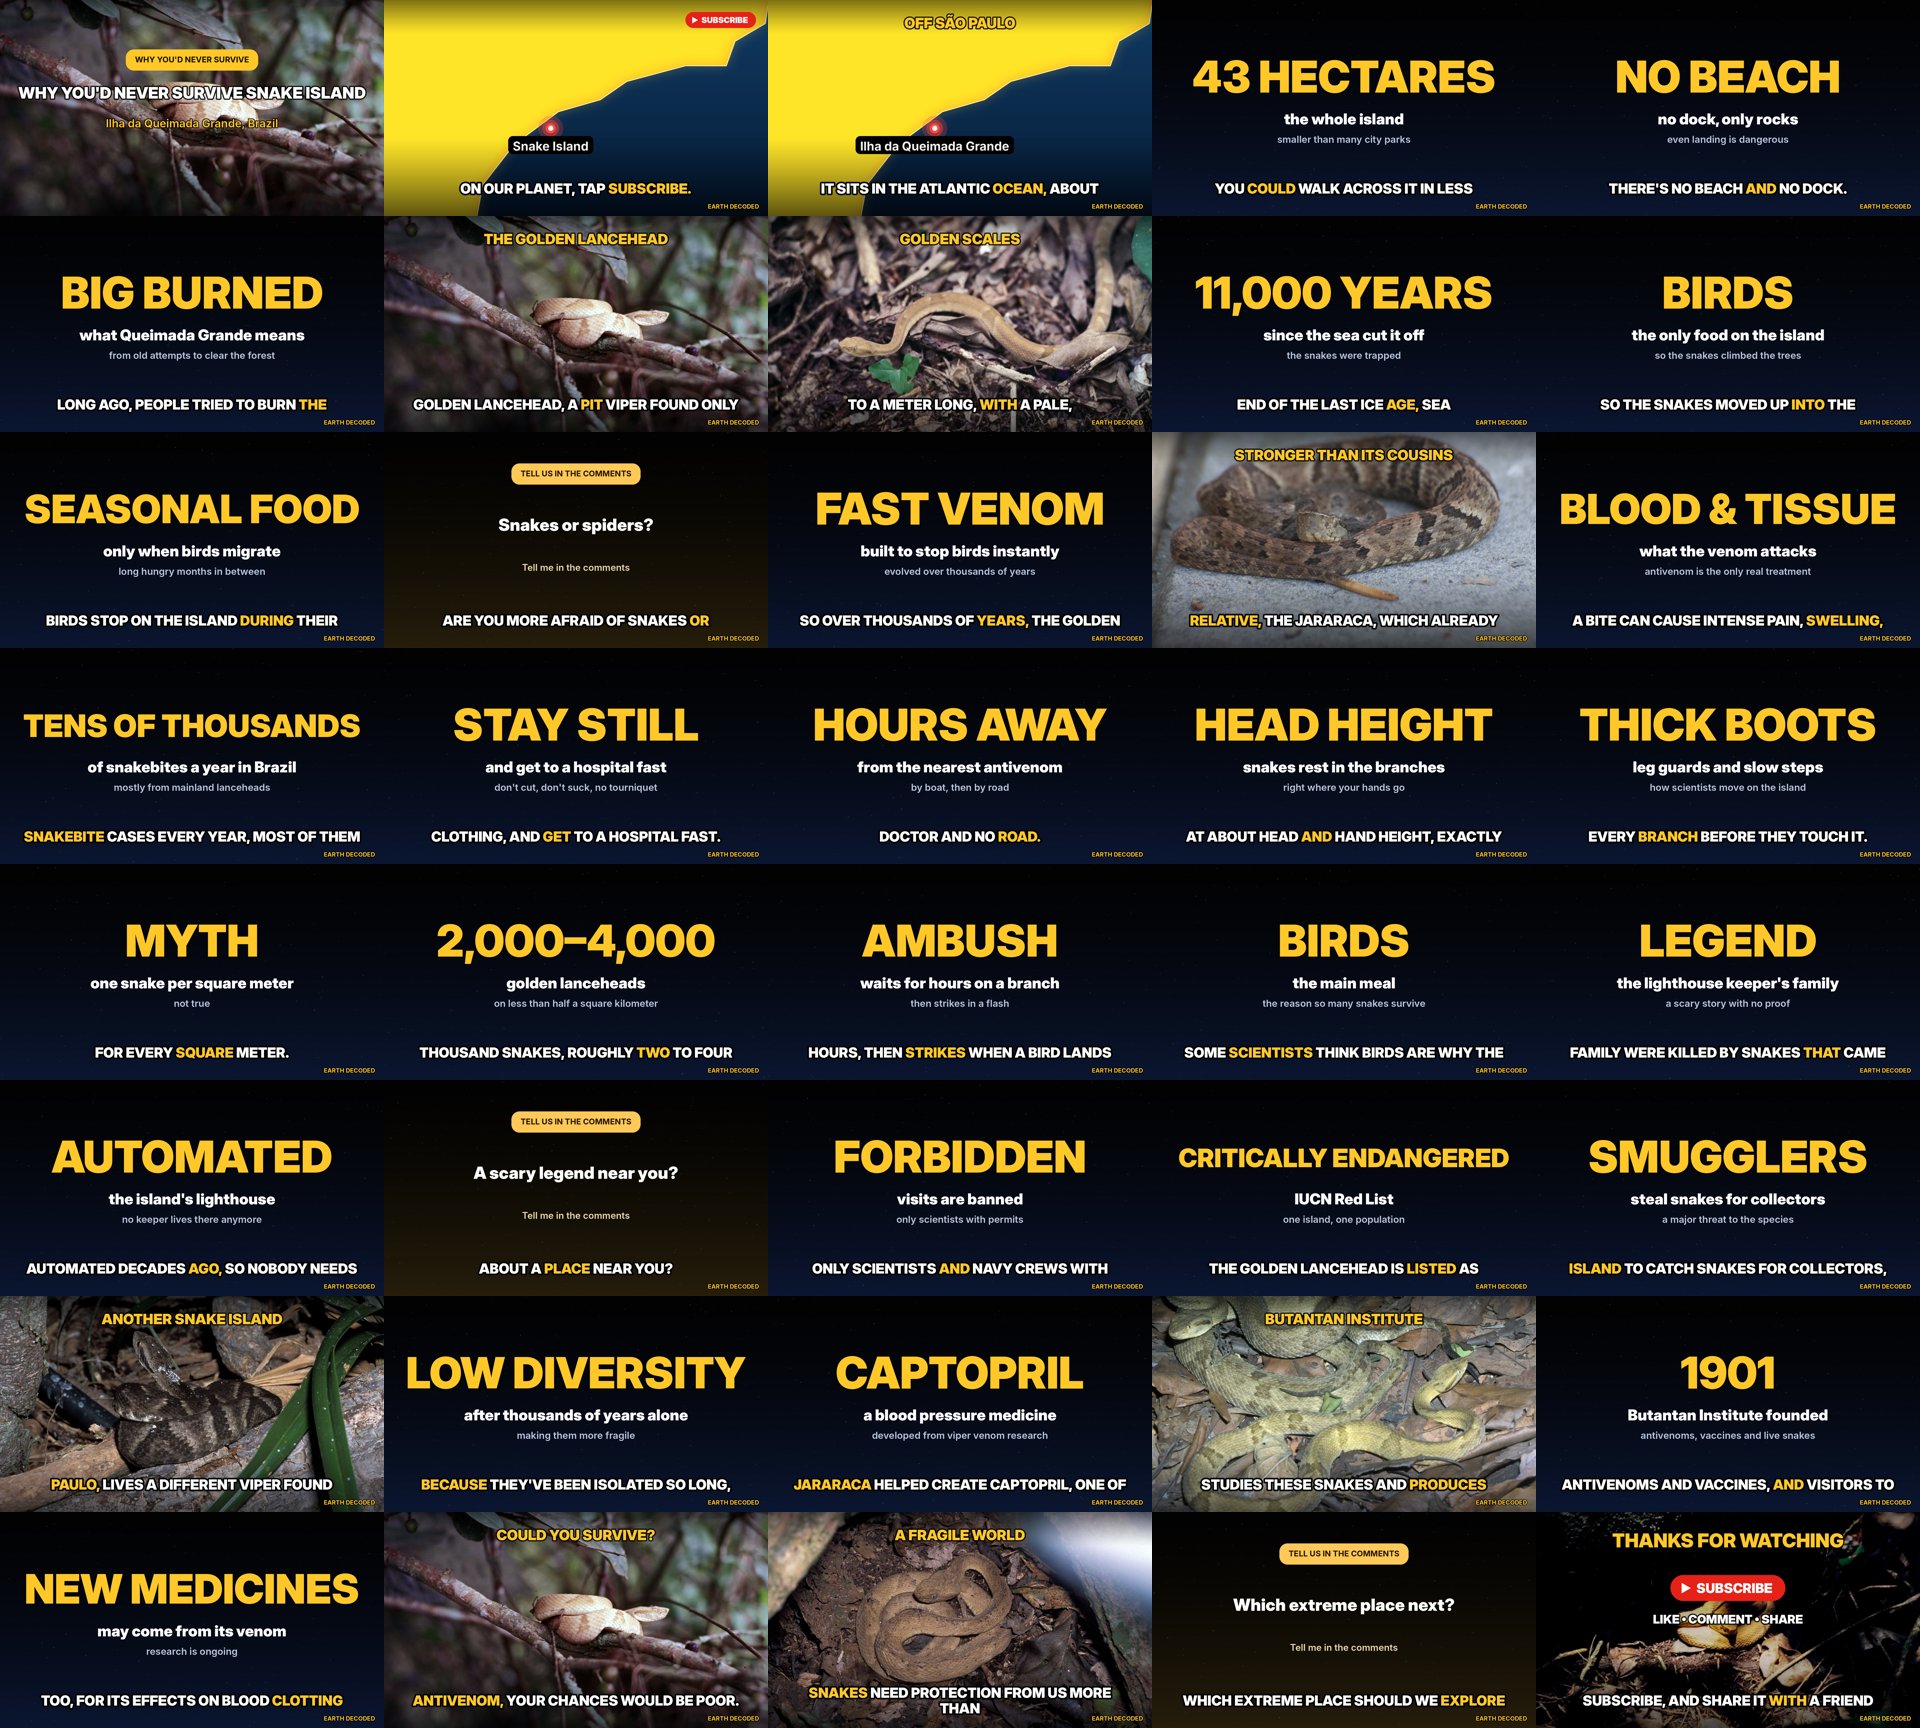 WHY YOU'D NEVER SURVIVE
WHY YOU'D NEVER SURVIVE SNAKE ISLAND
Ilha da Queimada Grande, Brazil
SUBSCRIBE
Snake Island
ON OUR PLANET, TAP SUBSCRIBE.
EARTH DECODED
OFF SÃO PAULO
Ilha da Queimada Grande
IT SITS IN THE ATLANTIC OCEAN, ABOUT
EARTH DECODED
43 HECTARES
the whole island
smaller than many city parks
YOU COULD WALK ACROSS IT IN LESS
EARTH DECODED
NO BEACH
no dock, only rocks
even landing is dangerous
THERE'S NO BEACH AND NO DOCK.
EARTH DECODED
BIG BURNED
what Queimada Grande means
from old attempts to clear the forest
LONG AGO, PEOPLE TRIED TO BURN THE
EARTH DECODED
THE GOLDEN LANCEHEAD
GOLDEN LANCEHEAD, A PIT VIPER FOUND ONLY
EARTH DECODED
GOLDEN SCALES
TO A METER LONG, WITH A PALE,
EARTH DECODED
11,000 YEARS
since the sea cut it off
the snakes were trapped
END OF THE LAST ICE AGE, SEA
EARTH DECODED
BIRDS
the only food on the island
so the snakes climbed the trees
SO THE SNAKES MOVED UP INTO THE
EARTH DECODED
SEASONAL FOOD
only when birds migrate
long hungry months in between
BIRDS STOP ON THE ISLAND DURING THEIR
EARTH DECODED
TELL US IN THE COMMENTS
Snakes or spiders?
Tell me in the comments
ARE YOU MORE AFRAID OF SNAKES OR
EARTH DECODED
FAST VENOM
built to stop birds instantly
evolved over thousands of years
SO OVER THOUSANDS OF YEARS, THE GOLDEN
EARTH DECODED
STRONGER THAN ITS COUSINS
RELATIVE, THE JARARACA, WHICH ALREADY
EARTH DECODED
BLOOD & TISSUE
what the venom attacks
antivenom is the only real treatment
A BITE CAN CAUSE INTENSE PAIN, SWELLING,
EARTH DECODED
TENS OF THOUSANDS
of snakebites a year in Brazil
mostly from mainland lanceheads
SNAKEBITE CASES EVERY YEAR, MOST OF THEM
EARTH DECODED
STAY STILL
and get to a hospital fast
don't cut, don't suck, no tourniquet
CLOTHING, AND GET TO A HOSPITAL FAST.
EARTH DECODED
HOURS AWAY
from the nearest antivenom
by boat, then by road
DOCTOR AND NO ROAD.
EARTH DECODED
HEAD HEIGHT
snakes rest in the branches
right where your hands go
AT ABOUT HEAD AND HAND HEIGHT, EXACTLY
EARTH DECODED
THICK BOOTS
leg guards and slow steps
how scientists move on the island
EVERY BRANCH BEFORE THEY TOUCH IT.
EARTH DECODED
MYTH
one snake per square meter
not true
FOR EVERY SQUARE METER.
EARTH DECODED
2,000–4,000
golden lanceheads
on less than half a square kilometer
THOUSAND SNAKES, ROUGHLY TWO TO FOUR
EARTH DECODED
AMBUSH
waits for hours on a branch
then strikes in a flash
HOURS, THEN STRIKES WHEN A BIRD LANDS
EARTH DECODED
BIRDS
the main meal
the reason so many snakes survive
SOME SCIENTISTS THINK BIRDS ARE WHY THE
EARTH DECODED
LEGEND
the lighthouse keeper's family
a scary story with no proof
FAMILY WERE KILLED BY SNAKES THAT CAME
EARTH DECODED
AUTOMATED
the island's lighthouse
no keeper lives there anymore
AUTOMATED DECADES AGO, SO NOBODY NEEDS
EARTH DECODED
TELL US IN THE COMMENTS
A scary legend near you?
Tell me in the comments
ABOUT A PLACE NEAR YOU?
EARTH DECODED
FORBIDDEN
visits are banned
only scientists with permits
ONLY SCIENTISTS AND NAVY CREWS WITH
EARTH DECODED
CRITICALLY ENDANGERED
IUCN Red List
one island, one population
THE GOLDEN LANCEHEAD IS LISTED AS
EARTH DECODED
SMUGGLERS
steal snakes for collectors
a major threat to the species
ISLAND TO CATCH SNAKES FOR COLLECTORS,
EARTH DECODED
ANOTHER SNAKE ISLAND
PAULO, LIVES A DIFFERENT VIPER FOUND
EARTH DECODED
LOW DIVERSITY
after thousands of years alone
making them more fragile
BECAUSE THEY'VE BEEN ISOLATED SO LONG,
EARTH DECODED
CAPTOPRIL
a blood pressure medicine
developed from viper venom research
JARARACA HELPED CREATE CAPTOPRIL, ONE OF
EARTH DECODED
BUTANTAN INSTITUTE
STUDIES THESE SNAKES AND PRODUCES
EARTH DECODED
1901
Butantan Institute founded
antivenoms, vaccines and live snakes
ANTIVENOMS AND VACCINES, AND VISITORS TO
EARTH DECODED
NEW MEDICINES
may come from its venom
research is ongoing
TOO, FOR ITS EFFECTS ON BLOOD CLOTTING
EARTH DECODED
COULD YOU SURVIVE?
ANTIVENOM, YOUR CHANCES WOULD BE POOR.
EARTH DECODED
A FRAGILE WORLD
SNAKES NEED PROTECTION FROM US MORE
THAN
EARTH DECODED
TELL US IN THE COMMENTS
Which extreme place next?
Tell me in the comments
WHICH EXTREME PLACE SHOULD WE EXPLORE
EARTH DECODED
THANKS FOR WATCHING
SUBSCRIBE
LIKE • COMMENT • SHARE
SUBSCRIBE, AND SHARE IT WITH A FRIEND
EARTH DECODED